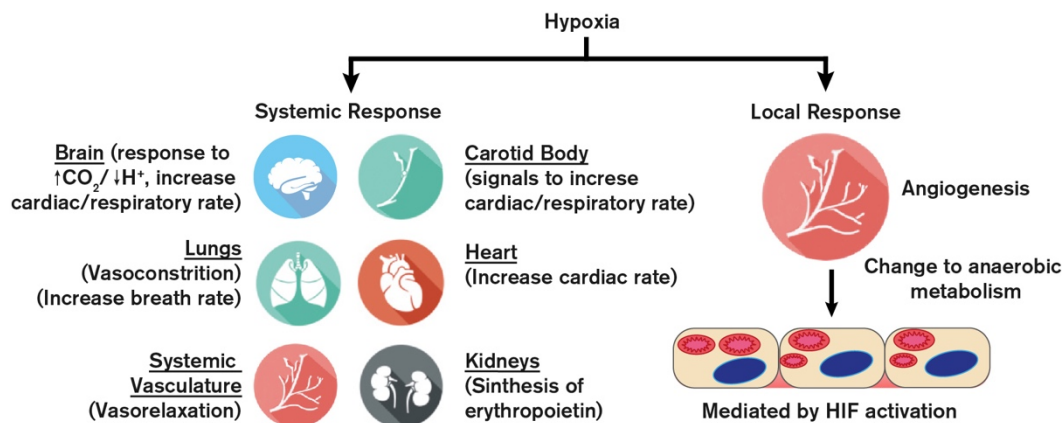 Hypoxia
Systemic Response
Brain (response to
↑CO₂/ ↓H⁺, increase
cardiac/respiratory rate)
Carotid Body
(signals to increse
cardiac/respiratory rate)
Lungs
(Vasoconstrition)
(Increase breath rate)
Heart
(Increase cardiac rate)
Systemic
Vasculature
(Vasorelaxation)
Kidneys
(Sinthesis of
erythropoietin)
Local Response
Angiogenesis
Change to anaerobic
metabolism
Mediated by HIF activation